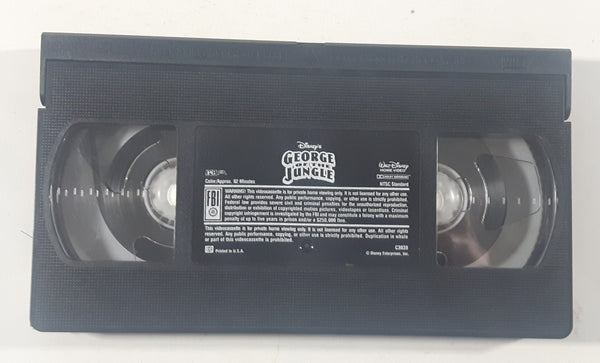 Disney's
GEORGE
OF THE
JUNGLE
PG
Color/Approx. 92 Minutes
WALT DISNEY
HOME VIDEO
NTSC Standard
FBI
WARNING: This videocassette is for private home viewing only. It is not licensed for any other use.
All other rights reserved. Any public performance, copying, or other use is strictly prohibited.
Federal law provides severe civil and criminal penalties for the unauthorized reproduction,
distribution or exhibition of copyrighted motion pictures, videotapes or laserdiscs. Criminal
copyright infringement is investigated by the FBI and may constitute a felony with a maximum
penalty of up to five years in prison and/or a $250,000 fine.
This videocassette is for private home viewing only. It is not licensed for any other use. All other rights
reserved. Any public performance, copying, or other use is strictly prohibited. Duplication in whole
or part of this videocassette is strictly prohibited.
C3039
Printed in U.S.A.
© Disney Enterprises, Inc.